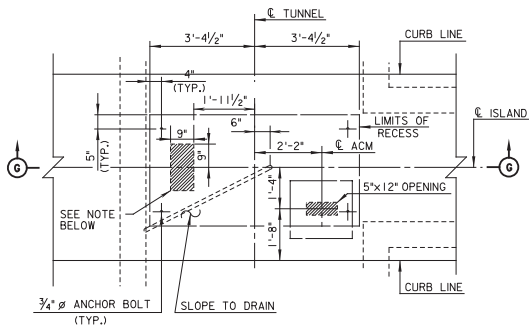 ℄ TUNNEL
3'-4½" 3'-4½"
CURB LINE
4"
(TYP.)
1'-11½"
℄ ISLAND
6"
LIMITS OF
RECESS
9"
2'-2" ℄ ACM
5"
(TYP.)
9"
G G
1'-4"
5"x12" OPENING
SEE NOTE
BELOW
1'-8"
CURB LINE
¾" ø ANCHOR BOLT
(TYP.)
SLOPE TO DRAIN